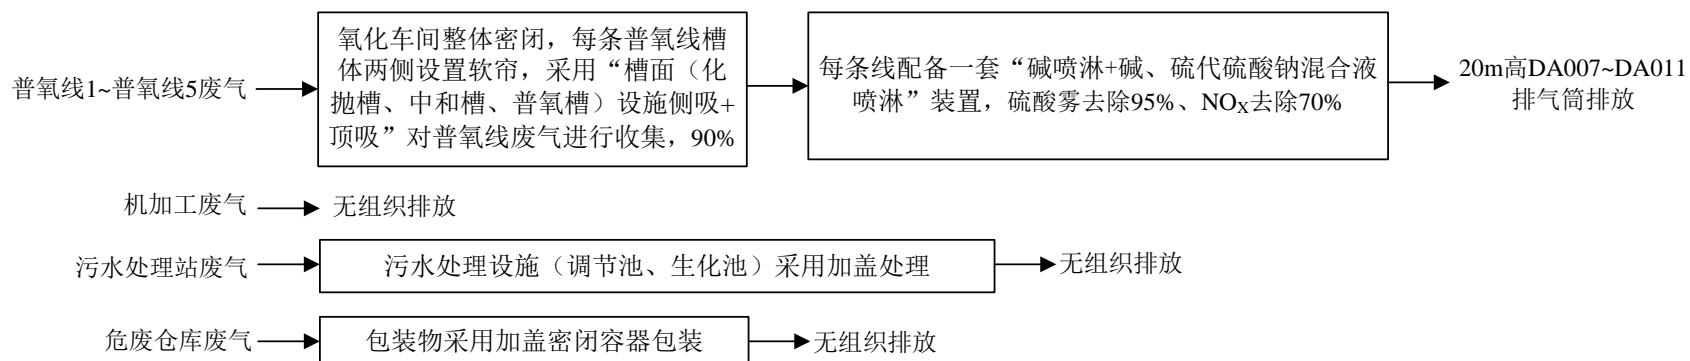 普氧线1~普氧线5废气
氧化车间整体密闭，每条普氧线槽
体两侧设置软帘，采用“槽面（化
抛槽、中和槽、普氧槽）设施侧吸+
顶吸”对普氧线废气进行收集，90%
每条线配备一套“碱喷淋+碱、硫代硫酸钠混合液
喷淋”装置，硫酸雾去除95%、NOX去除70%
20m高DA007~DA011
排气筒排放
机加工废气
无组织排放
污水处理站废气
污水处理设施（调节池、生化池）采用加盖处理
无组织排放
危废仓库废气
包装物采用加盖密闭容器包装
无组织排放